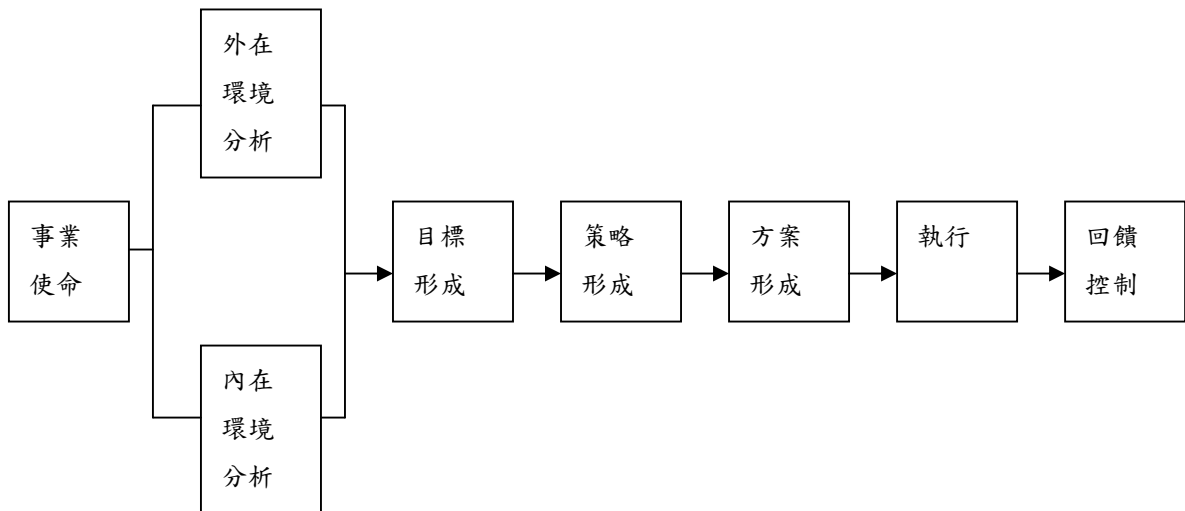 外在
環境
分析
事業
使命
內在
環境
分析
目標
形成
策略
形成
方案
形成
執行
回饋
控制